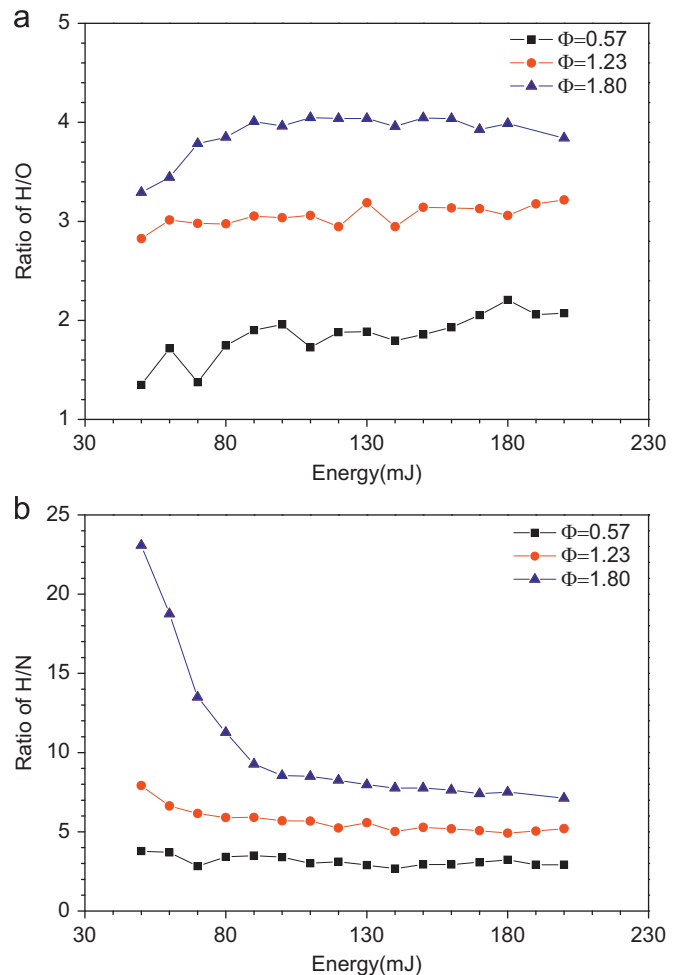 a
5
4
3
2
1
Ratio of H/O
Φ=0.57
Φ=1.23
Φ=1.80
30 80 130 180 230
Energy(mJ)
b
25
20
15
10
5
0
Ratio of H/N
Φ=0.57
Φ=1.23
Φ=1.80
30 80 130 180 230
Energy(mJ)